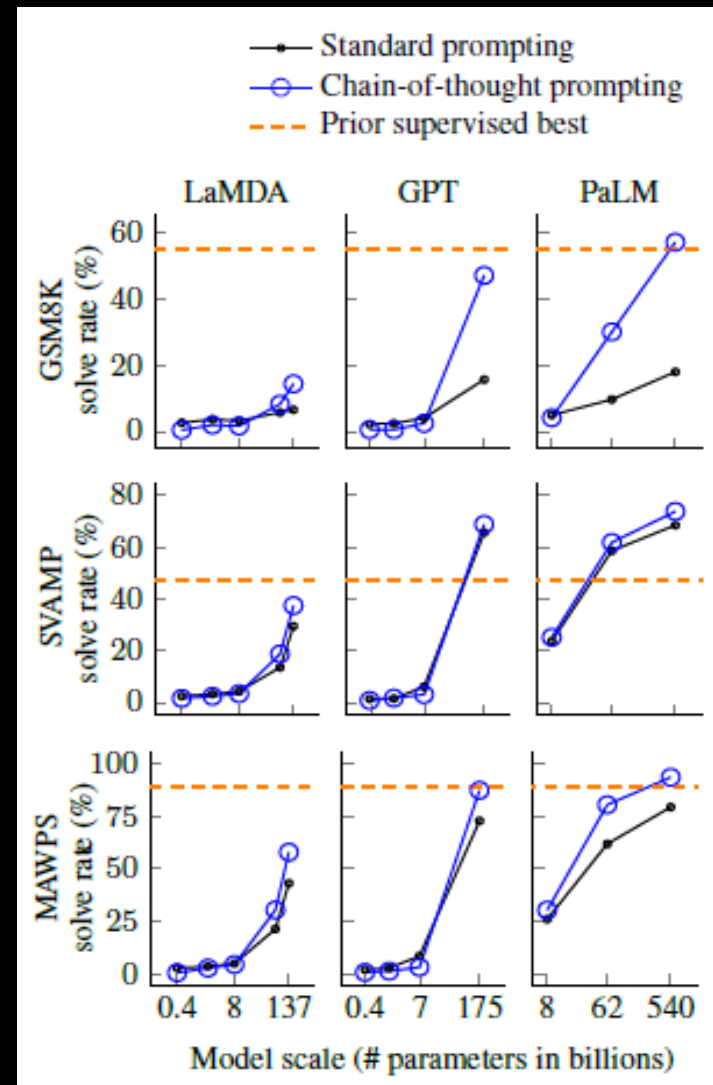 Standard prompting
Chain-of-thought prompting
Prior supervised best
LaMDA GPT PaLM
GSM8K
solve rate (%)
60
40
20
0
SVAMP
solve rate (%)
80
60
40
20
0
MAWPS
solve rate (%)
100
75
50
25
0
0.4 8 137 0.4 7 175 8 62 540
Model scale (# parameters in billions)